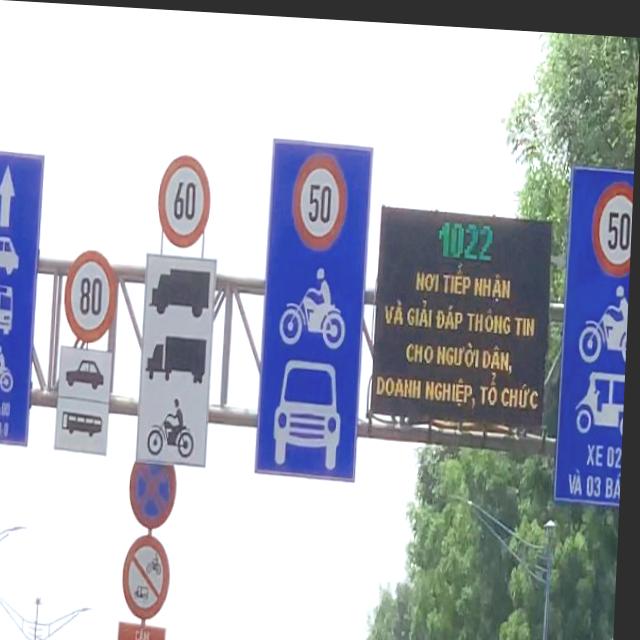 80
60
50
1022
NƠI TIẾP NHẬN
VÀ GIẢI ĐÁP THÔNG TIN
CHO NGƯỜI DÂN,
DOANH NGHIỆP, TỔ CHỨC
50
XE 02
VÀ 03 BÁ
CẤM